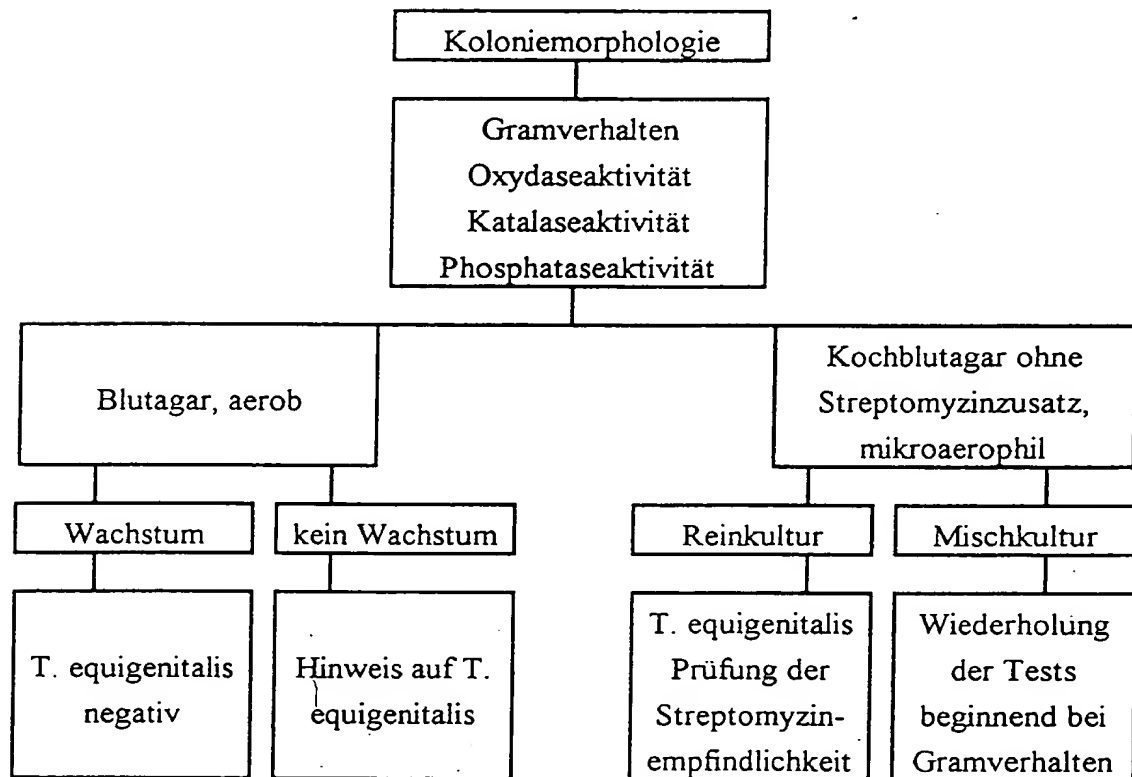 Koloniemorphologie
Gramverhalten
Oxydaseaktivität
Katalaseaktivität
Phosphataseaktivität
Blutagar, aerob
Kochblutagar ohne
Streptomyzinzusatz,
mikroaerophil
Wachstum
kein Wachstum
Reinkultur
Mischkultur
T. equigenitalis
negativ
Hinweis auf T.
equigenitalis
T. equigenitalis
Prüfung der
Streptomyzin-
empfindlichkeit
Wiederholung
der Tests
beginnend bei
Gramverhalten